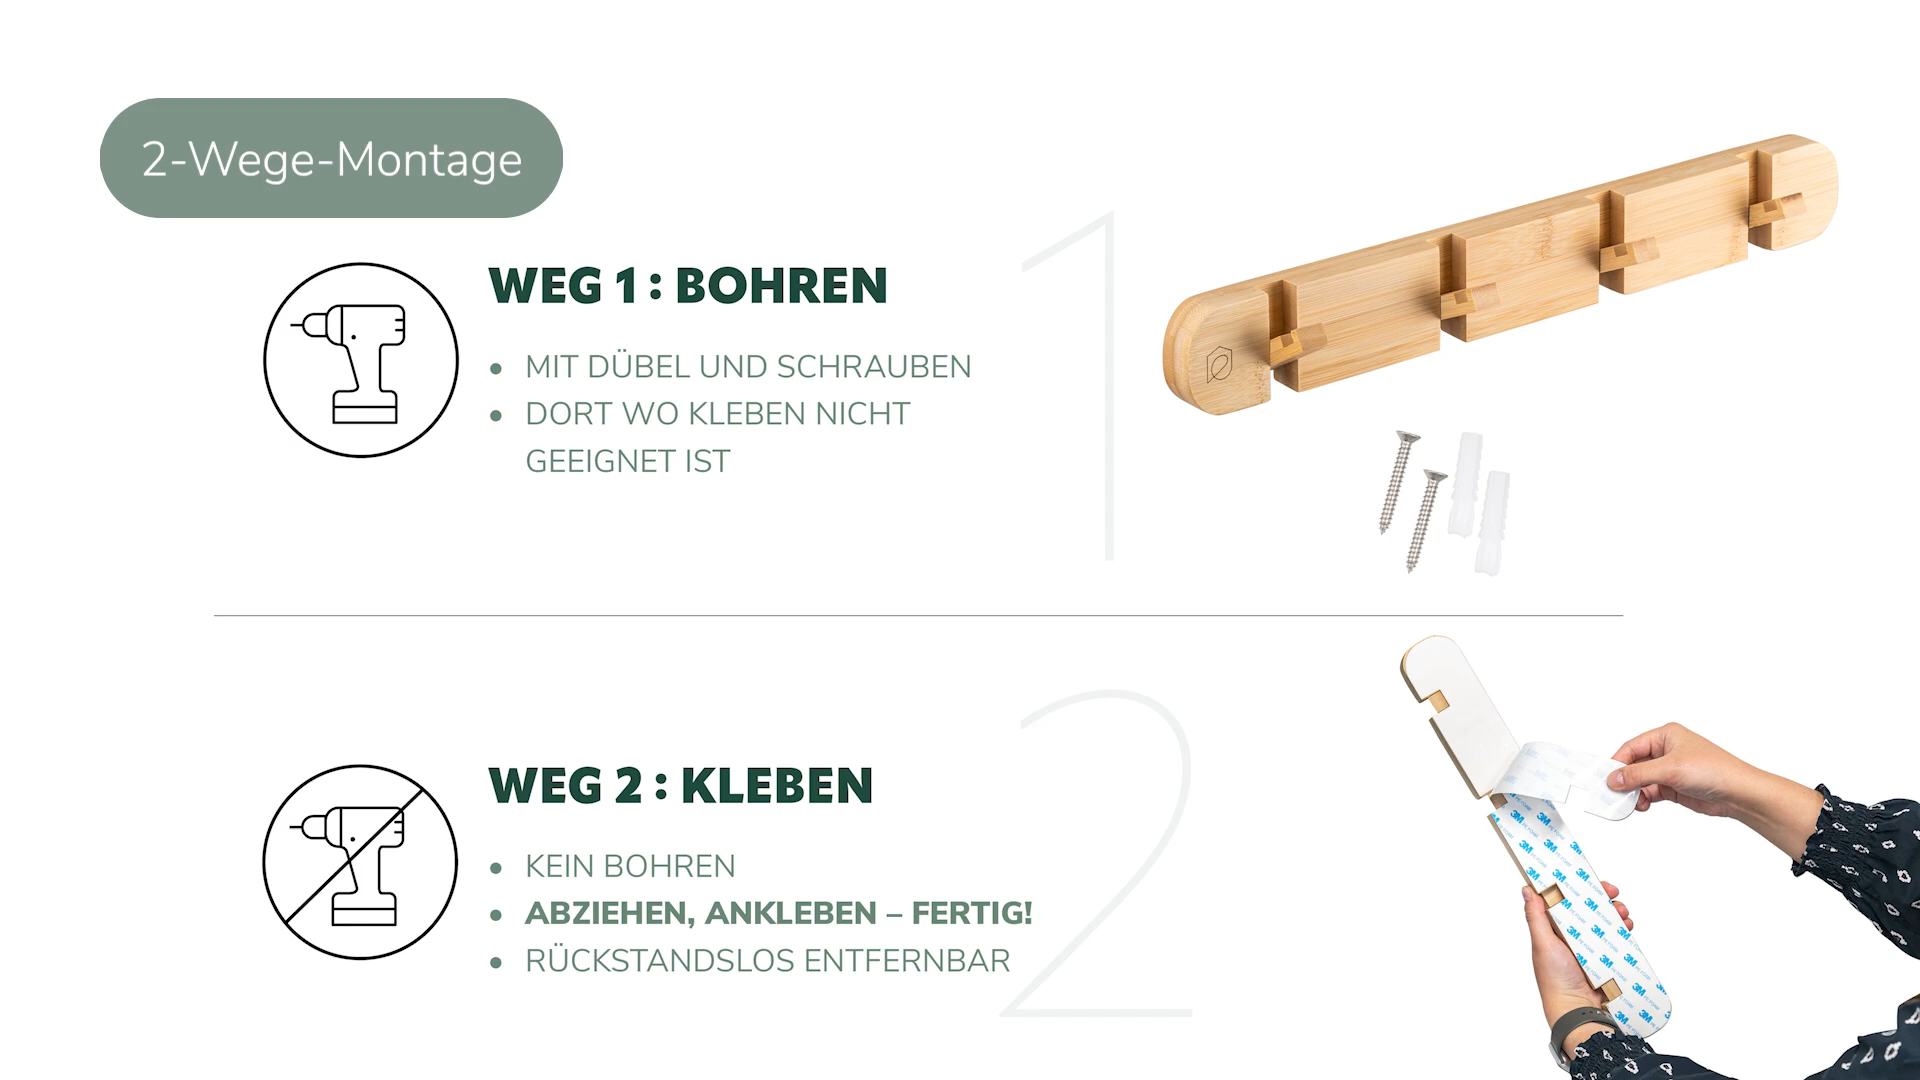 2-Wege-Montage
1
WEG 1 : BOHREN
• MIT DÜBEL UND SCHRAUBEN
• DORT WO KLEBEN NICHT
GEEIGNET IST
2
WEG 2 : KLEBEN
• KEIN BOHREN
• ABZIEHEN, ANKLEBEN – FERTIG!
• RÜCKSTANDSLOS ENTFERNBAR
3M